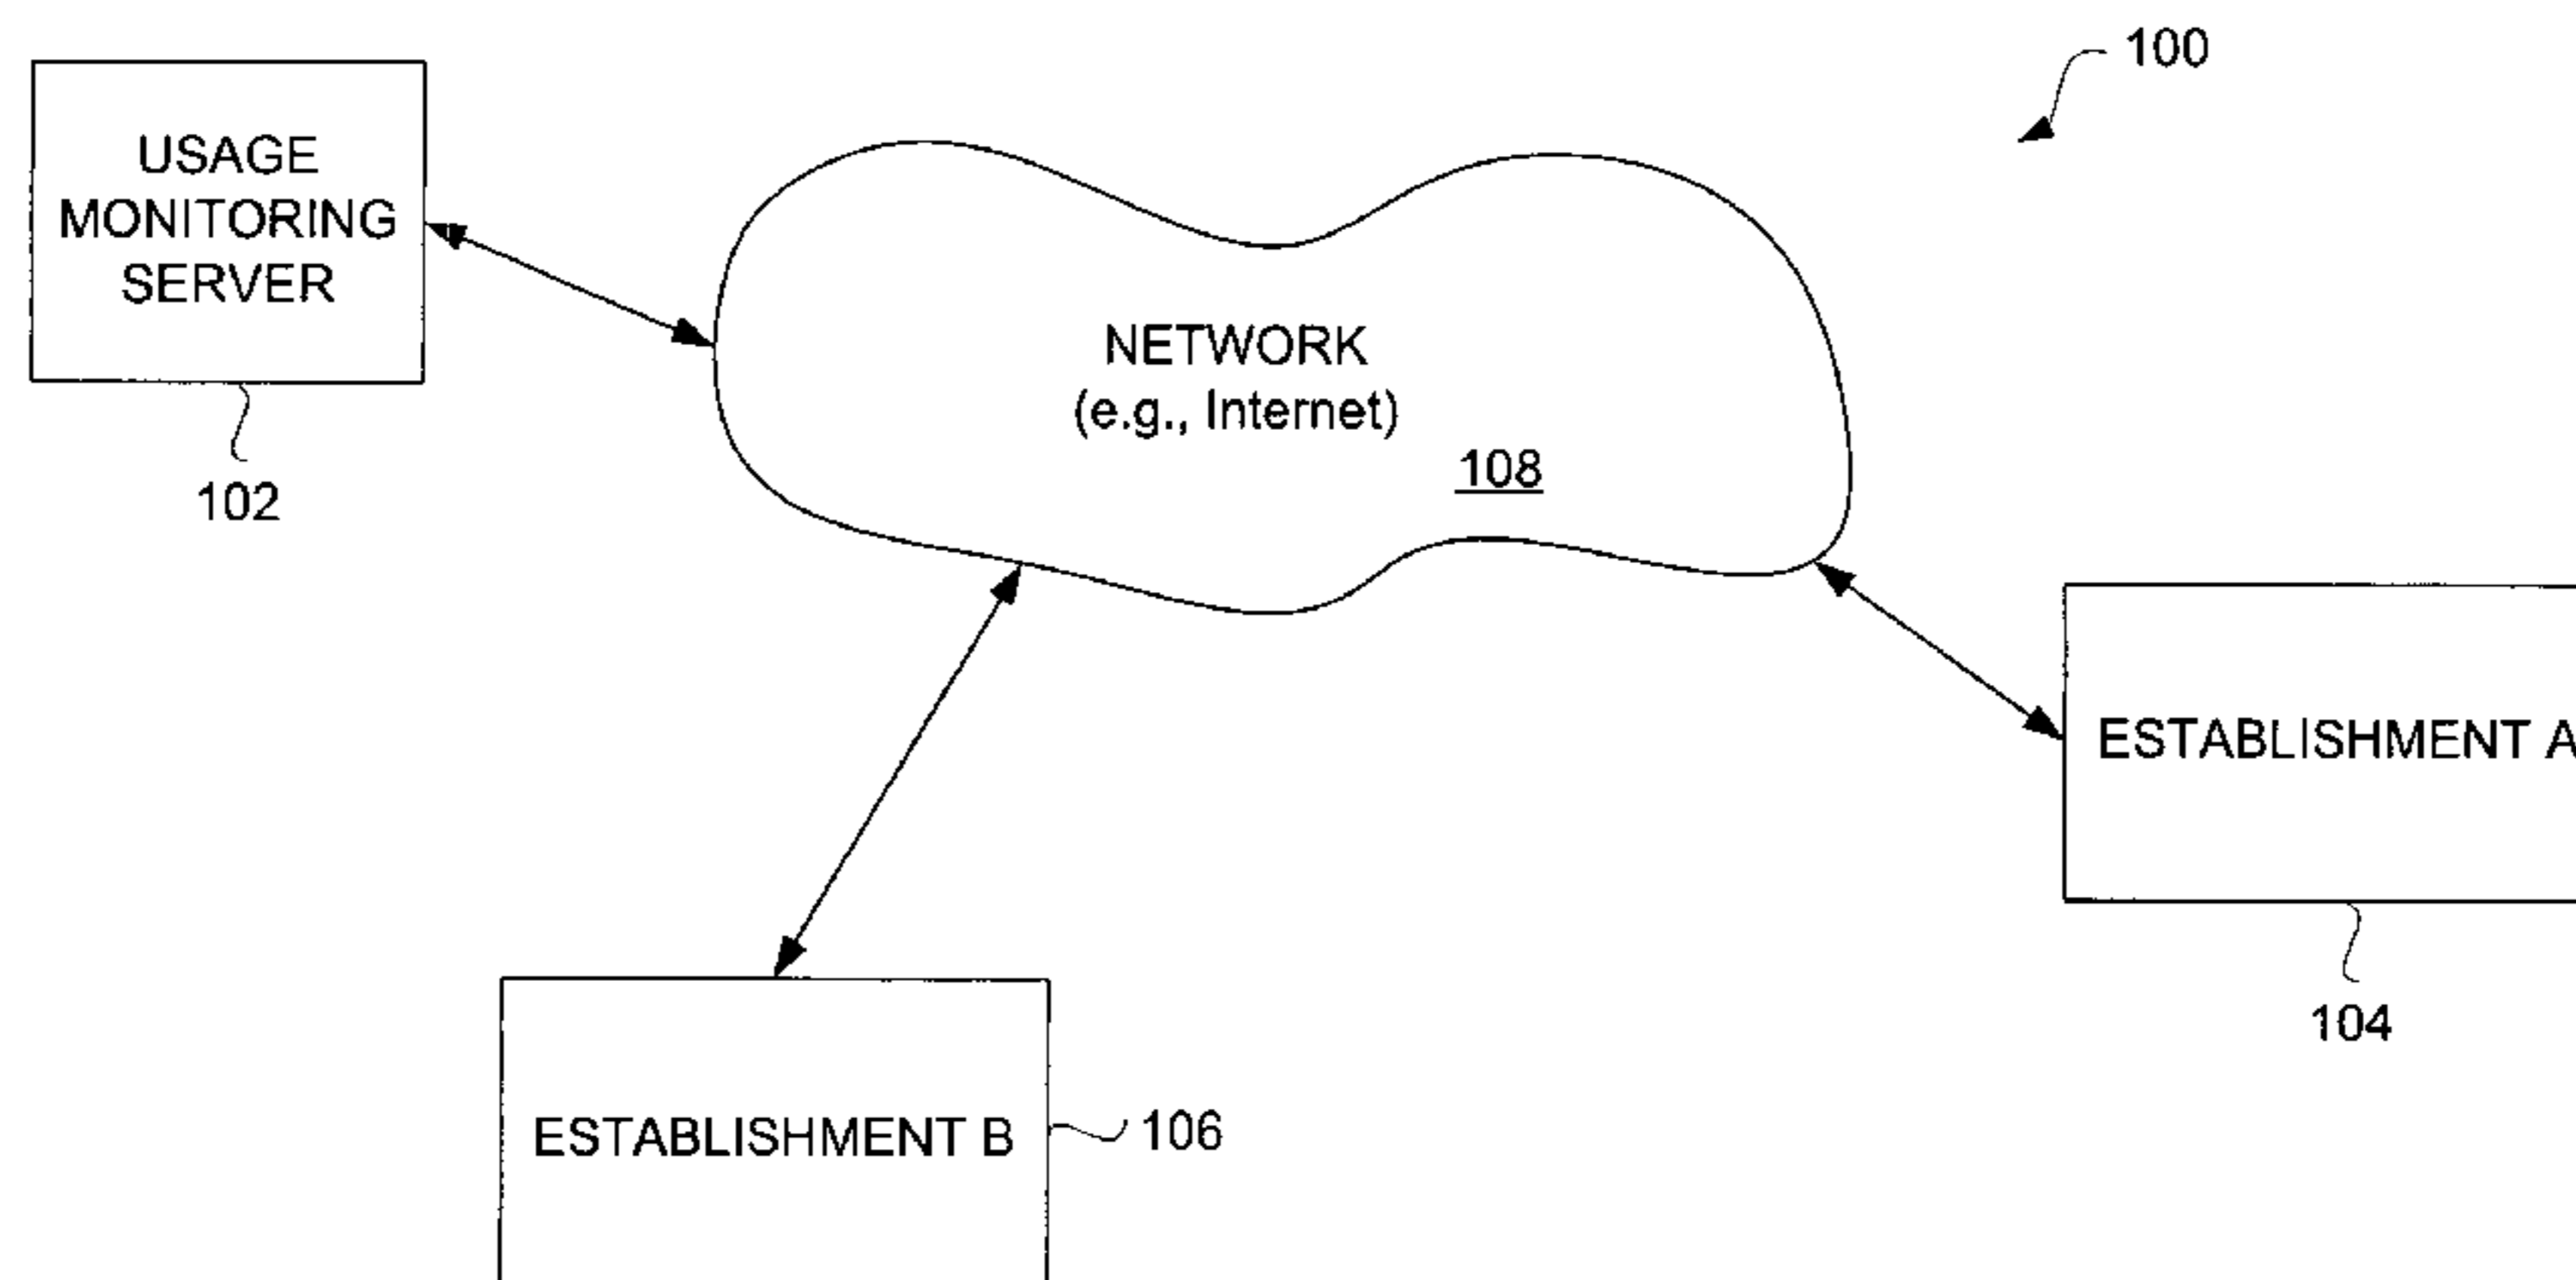 100
USAGE
MONITORING
SERVER
NETWORK
(e.g., Internet)
108
102
ESTABLISHMENT A
104
ESTABLISHMENT B
106